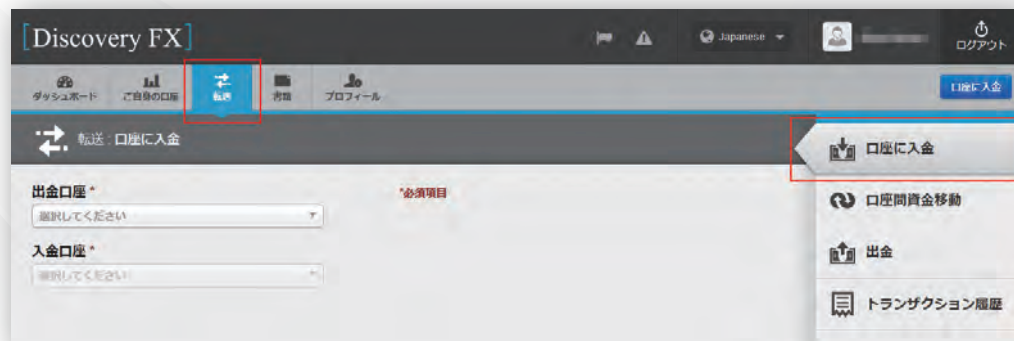 [Discovery FX]
Japanese
ログアウト
ダッシュボード
ご自身の口座
転送
書類
プロフィール
口座に入金
転送 : 口座に入金
口座に入金
出金口座 *
*必須項目
選択してください
口座間資金移動
入金口座 *
選択してください
出金
トランザクション履歴